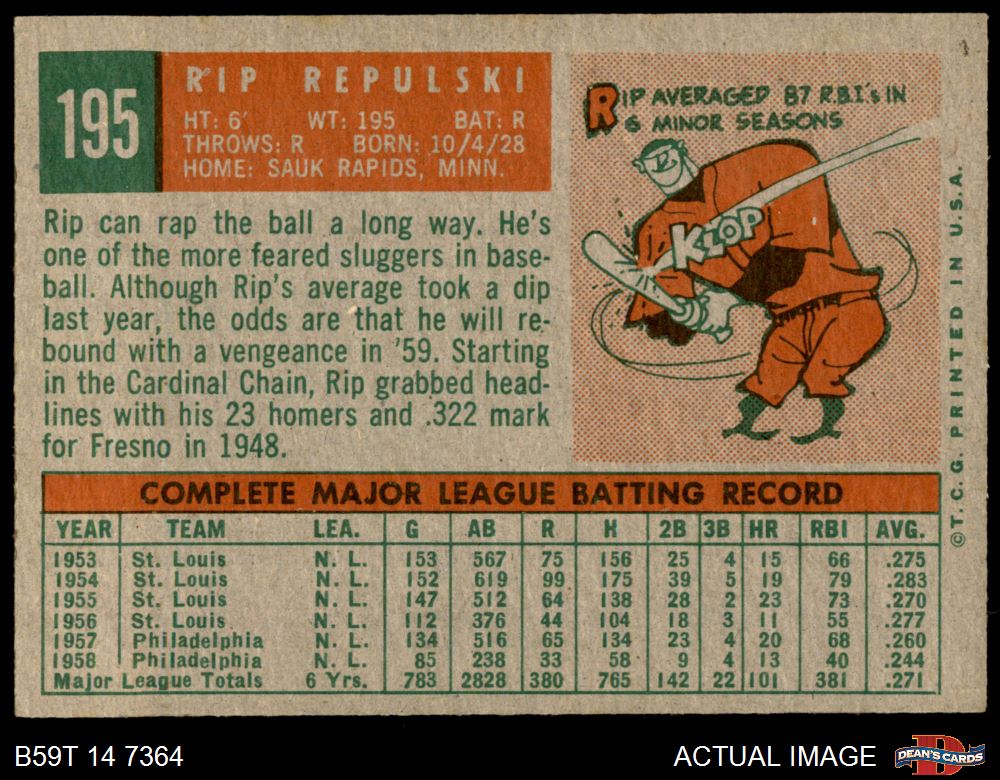 195
RIP REPULSKI
HT: 6' WT: 195 BAT: R
THROWS: R BORN: 10/4/28
HOME: SAUK RAPIDS, MINN.
Rip can rap the ball a long way. He's
one of the more feared sluggers in base-
ball. Although Rip's average took a dip
last year, the odds are that he will re-
bound with a vengeance in '59. Starting
in the Cardinal Chain, Rip grabbed head-
lines with his 23 homers and .322 mark
for Fresno in 1948.
RIP AVERAGED 87 R.B.I.'s IN
6 MINOR SEASONS
KLOP
COMPLETE MAJOR LEAGUE BATTING RECORD
YEAR TEAM LEA. G AB R H 2B 3B HR RBI AVG.
1953 St. Louis N. L. 153 567 75 156 25 4 15 66 .275
1954 St. Louis N. L. 152 619 99 175 39 5 19 79 .283
1955 St. Louis N. L. 147 512 64 138 28 2 23 73 .270
1956 St. Louis N. L. 112 376 44 104 18 3 11 55 .277
1957 Philadelphia N. L. 134 516 65 134 23 4 20 68 .260
1958 Philadelphia N. L. 85 238 33 58 9 4 13 40 .244
Major League Totals 6 Yrs. 783 2828 380 765 142 22 101 381 .271
©T. C. G. PRINTED IN U.S.A.
B59T 14 7364
ACTUAL IMAGE
DEAN'S CARDS